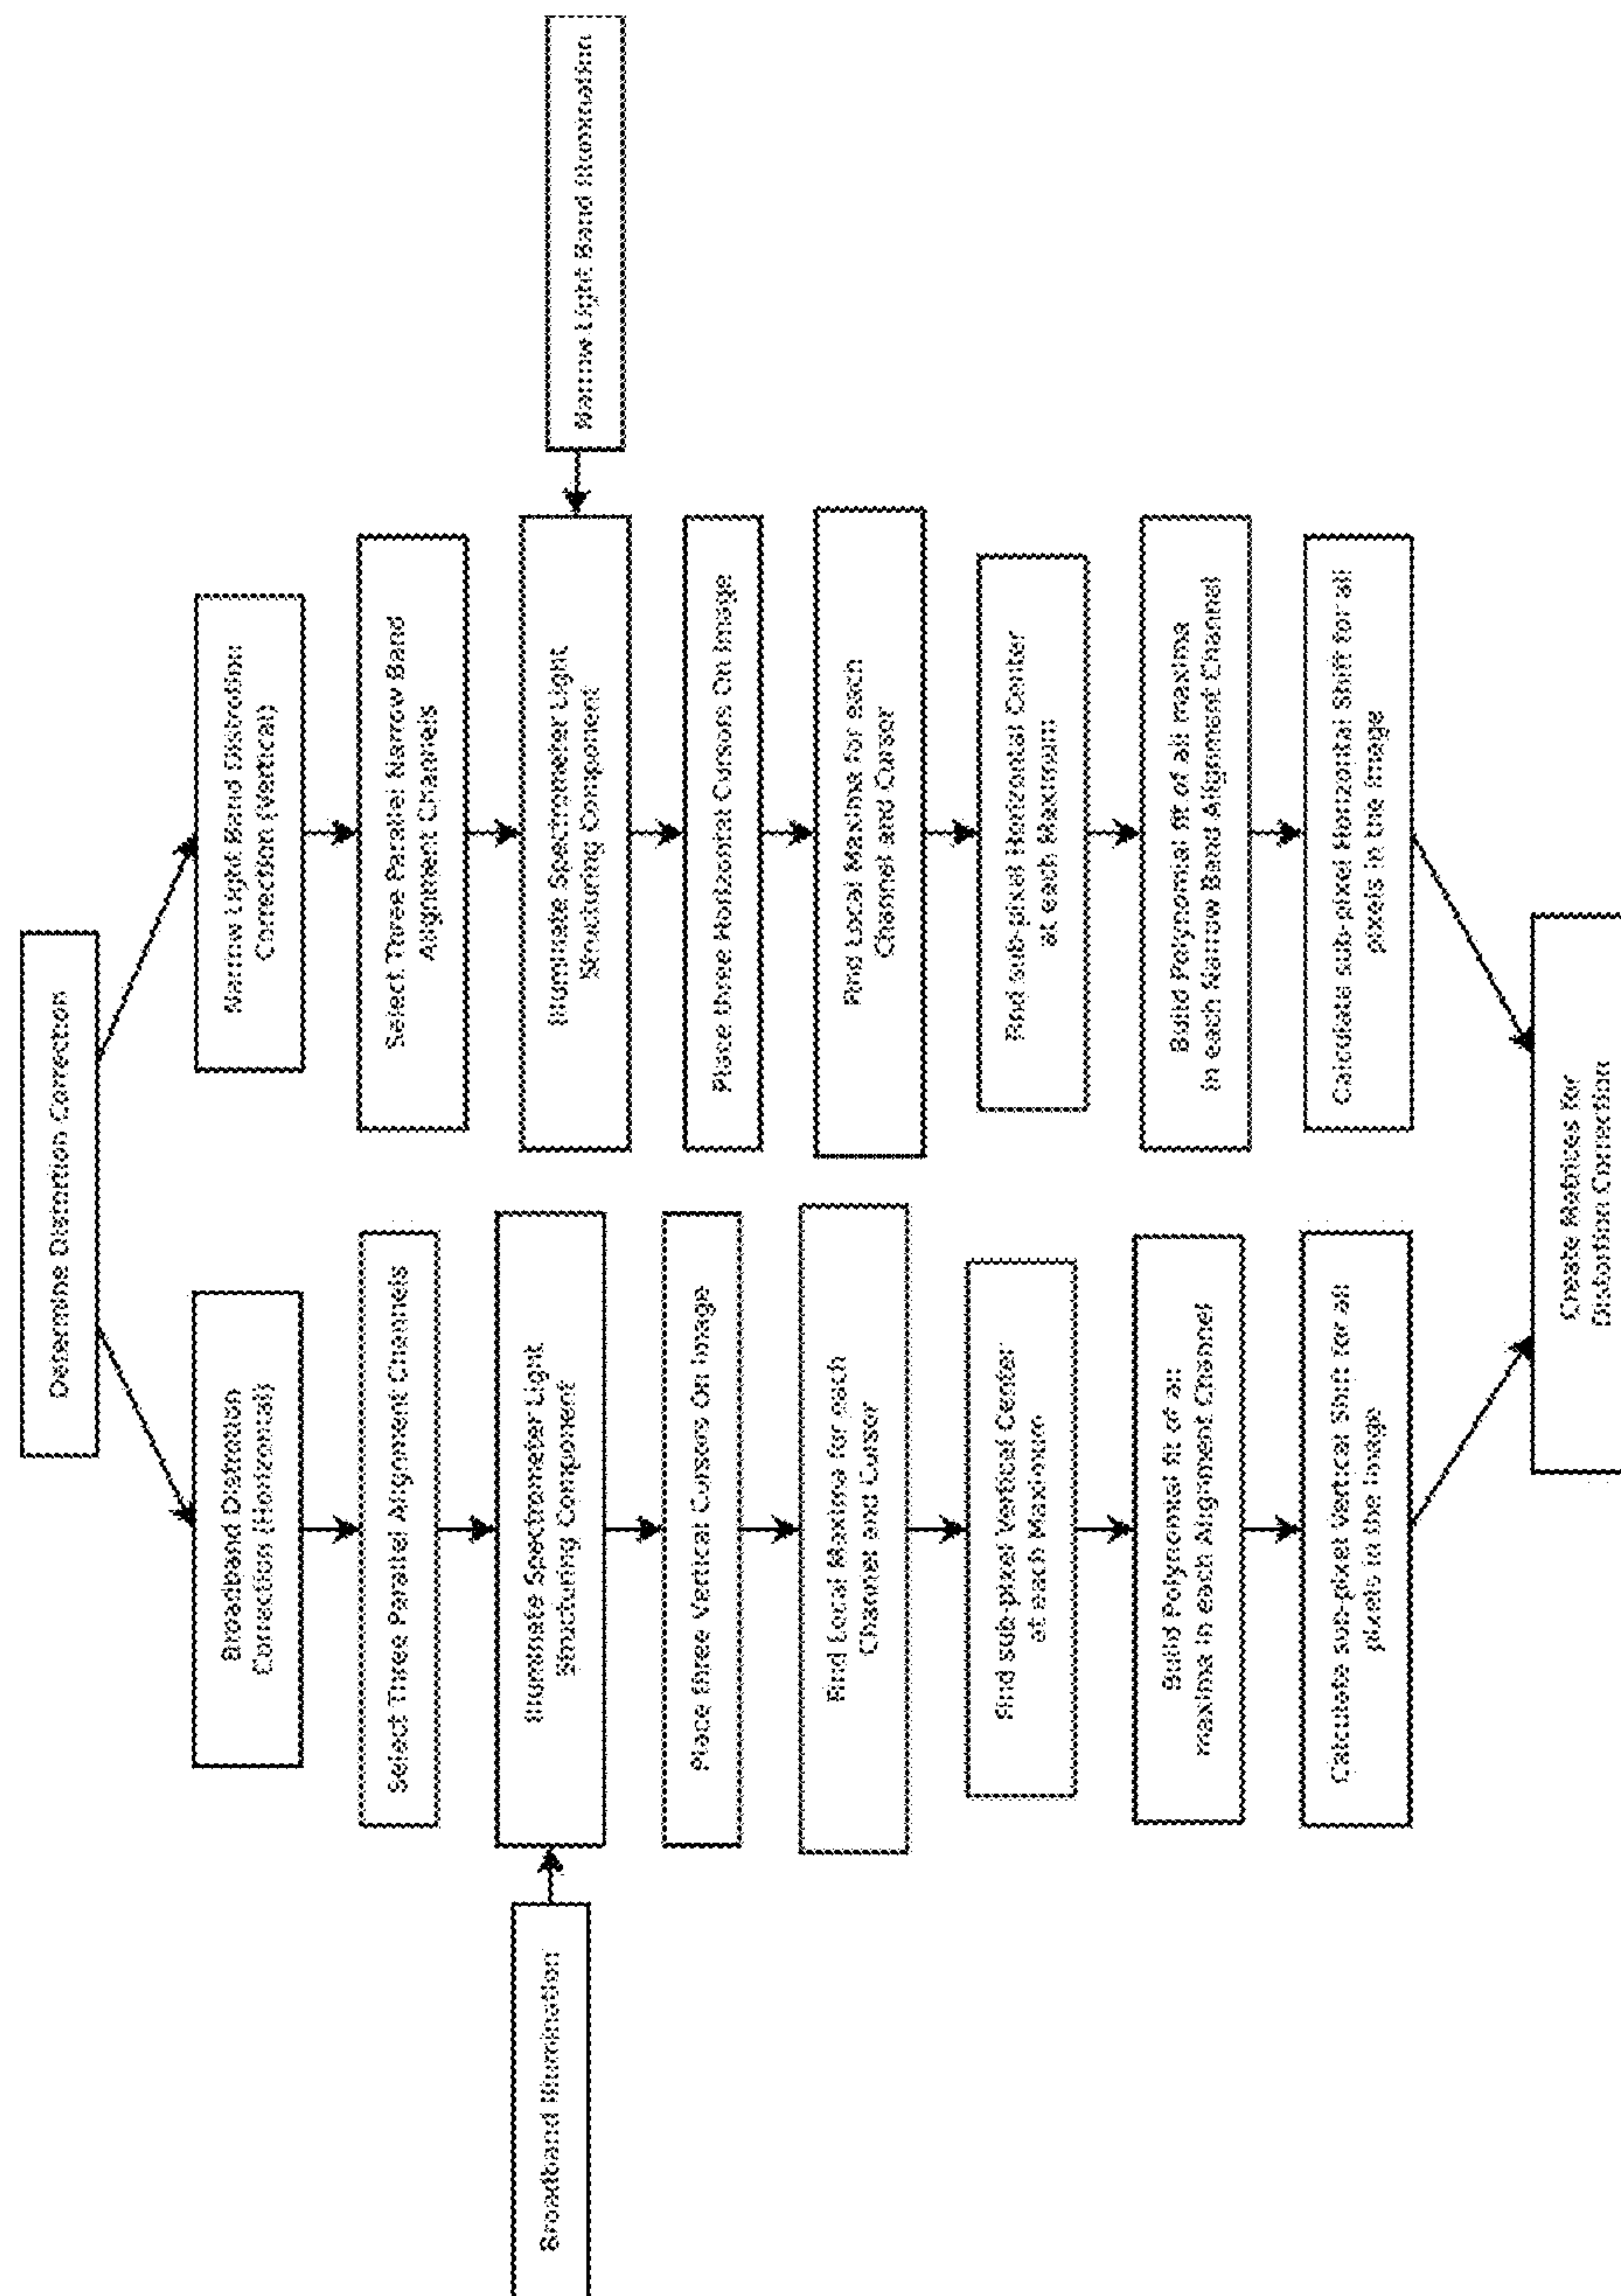 Determine Distortion Correction
Broadband Distrotion
Correction (Horizontal)
Select Three Parallel Alignment Channels
Broadband Illumination
Illuminate Spectrometer Light
Structuring Component
Place three Vertical Cursors On Image
Find Local Maxima for each
Channel and Cursor
Find sub-pixel Vertical Center
at each Maximum
Build Polynomial fit of all
maxima in each Alignment Channel
Calculate sub-pixel Vertical Shift for all
pixels in the image
Narrow Light Band Distrotion
Correction (Vertical)
Select Three Parallel Narrow Band
Alignment Channels
Narrow Light Band Illumination
Illuminate Spectrometer Light
Structuring Component
Place three Horizontal Cursors On Image
Find Local Maxima for each
Channel and Cursor
Find sub-pixel Horizontal Center
at each Maximum
Build Polynomial fit of all maxima
in each Narrow Band Alignment Channel
Calculate sub-pixel Horizontal Shift for all
pixels in the image
Create Matrices for
Distortion Correction